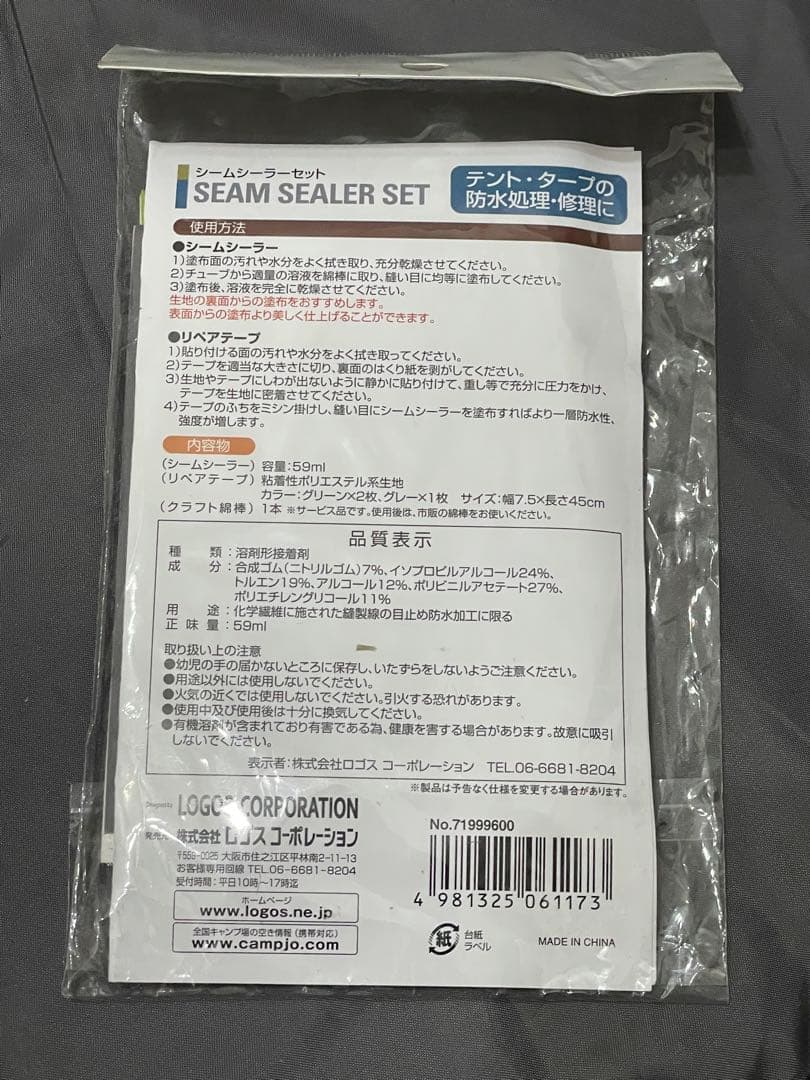 シームシーラーセット
SEAM SEALER SET
テント・タープの
防水処理・修理に
使用方法
●シームシーラー
1)塗布面の汚れや水分をよく拭き取り、充分乾燥させてください。
2)チューブから適量の溶液を綿棒に取り、縫い目に均等に塗布してください。
3)塗布後、溶液を完全に乾燥させてください。
生地の裏面からの塗布をおすすめします。
表面からの塗布より美しく仕上げることができます。
●リペアテープ
1)貼り付ける面の汚れや水分をよく拭き取ってください。
2)テープを適当な大きさに切り、裏面のはくり紙を剥がしてください。
3)生地やテープにしわが出ないように静かに貼り付けて、重し等で充分に圧力をかけ、
テープを生地に密着させてください。
4)テープのふちをミシン掛けし、縫い目にシームシーラーを塗布すればより一層防水性、
強度が増します。
内容物
(シームシーラー) 容量:59ml
(リペアテープ) 粘着性ポリエステル系生地
カラー:グリーン×2枚、グレー×1枚 サイズ:幅7.5×長さ45cm
(クラフト綿棒) 1本 ※サービス品です。使用後は、市販の綿棒をお使いください。
品質表示
種 類:溶剤形接着剤
成 分:合成ゴム(ニトリルゴム)7%、イソプロピルアルコール24%、
トルエン19%、アルコール12%、ポリビニルアセテート27%、
ポリエチレングリコール11%
用 途:化学繊維に施された縫製線の目止め防水加工に限る
正味量:59ml
取り扱い上の注意
●幼児の手の届かないところに保存し、いたずらをしないようご注意ください。
●用途以外には使用しないでください。
●火気の近くでは使用しないでください。引火する恐れがあります。
●使用中及び使用後は十分に換気してください。
●有機溶剤が含まれており有害である為、健康を害する場合があります。故意に吸引
しないでください。
表示者:株式会社ロゴス コーポレーション TEL.06-6681-8204
※製品は予告なく仕様を変更する場合があります。
Designed by LOGOS CORPORATION
発売元 株式会社 ロゴス コーポレーション
〒559-0025 大阪市住之江区平林南2-11-13
お客様専用回線 TEL.06-6681-8204
受付時間:平日10時〜17時迄
ホームページ
www.logos.ne.jp
全国キャンプ場の空き情報(携帯対応)
www.campjo.com
No.71999600
4 981325 061173
紙
台紙
ラベル
MADE IN CHINA